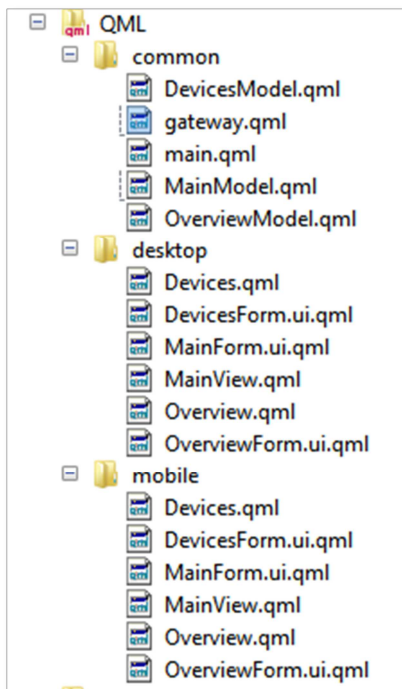 QML
common
DevicesModel.qml
gateway.qml
main.qml
MainModel.qml
OverviewModel.qml
desktop
Devices.qml
DevicesForm.ui.qml
MainForm.ui.qml
MainView.qml
Overview.qml
OverviewForm.ui.qml
mobile
Devices.qml
DevicesForm.ui.qml
MainForm.ui.qml
MainView.qml
Overview.qml
OverviewForm.ui.qml